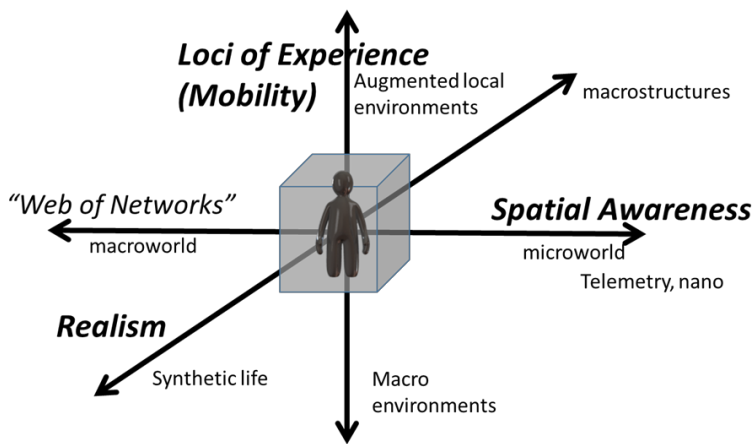 Loci of Experience
(Mobility)
Augmented local
environments
macrostructures
“Web of Networks”
macroworld
Spatial Awareness
microworld
Telemetry, nano
Realism
Synthetic life
Macro
environments